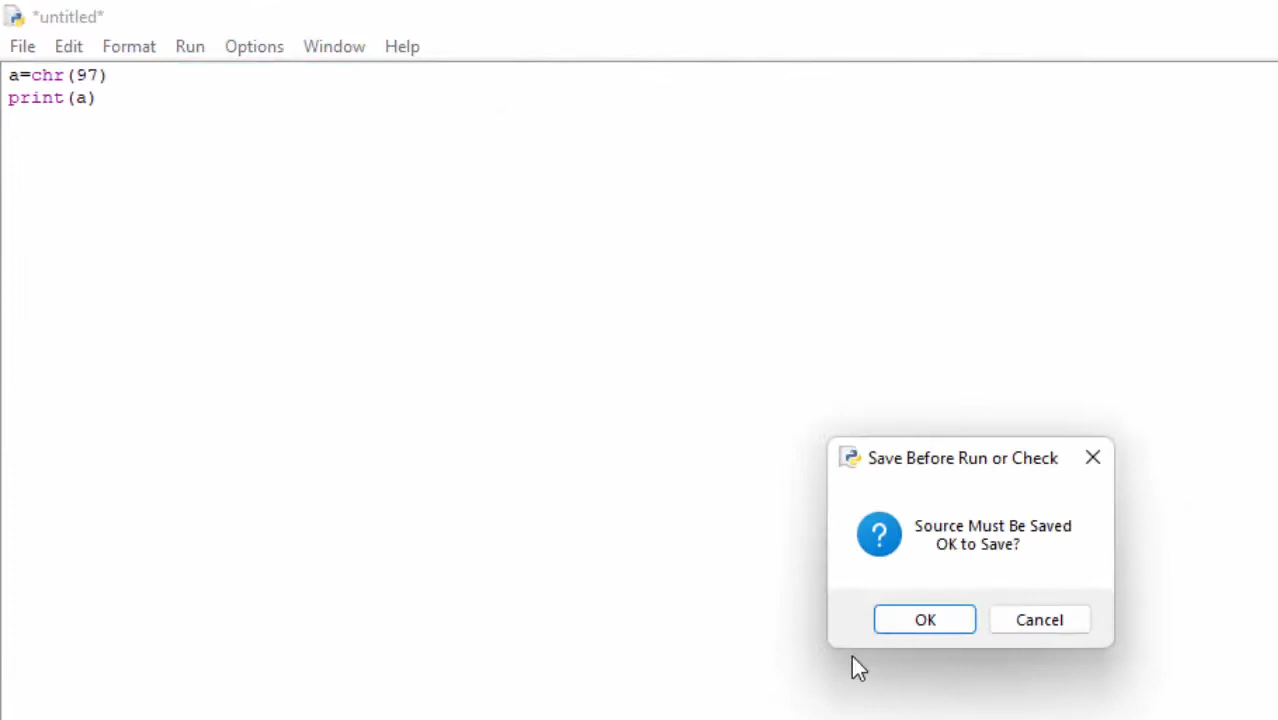 *untitled*
File Edit Format Run Options Window Help
a=chr(97)
print(a)
Save Before Run or Check
Source Must Be Saved
OK to Save?
OK Cancel